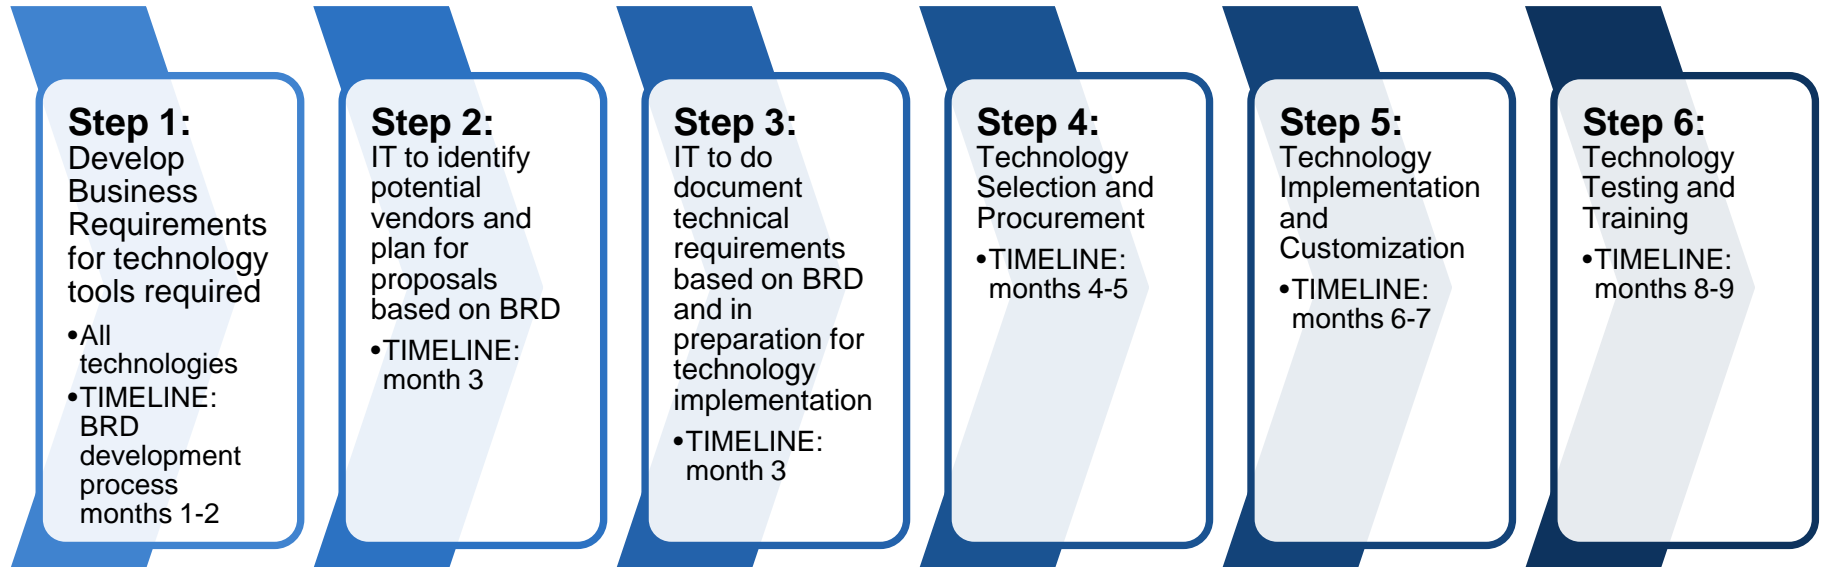 Step 1:
Develop
Business
Requirements
for technology
tools required
•All
technologies
•TIMELINE:
BRD
development
process
months 1-2
Step 2:
IT to identify
potential
vendors and
plan for
proposals
based on BRD
•TIMELINE:
month 3
Step 3:
IT to do
document
technical
requirements
based on BRD
and in
preparation for
technology
implementation
•TIMELINE:
month 3
Step 4:
Technology
Selection and
Procurement
•TIMELINE:
months 4-5
Step 5:
Technology
Implementation
and
Customization
•TIMELINE:
months 6-7
Step 6:
Technology
Testing and
Training
•TIMELINE:
months 8-9